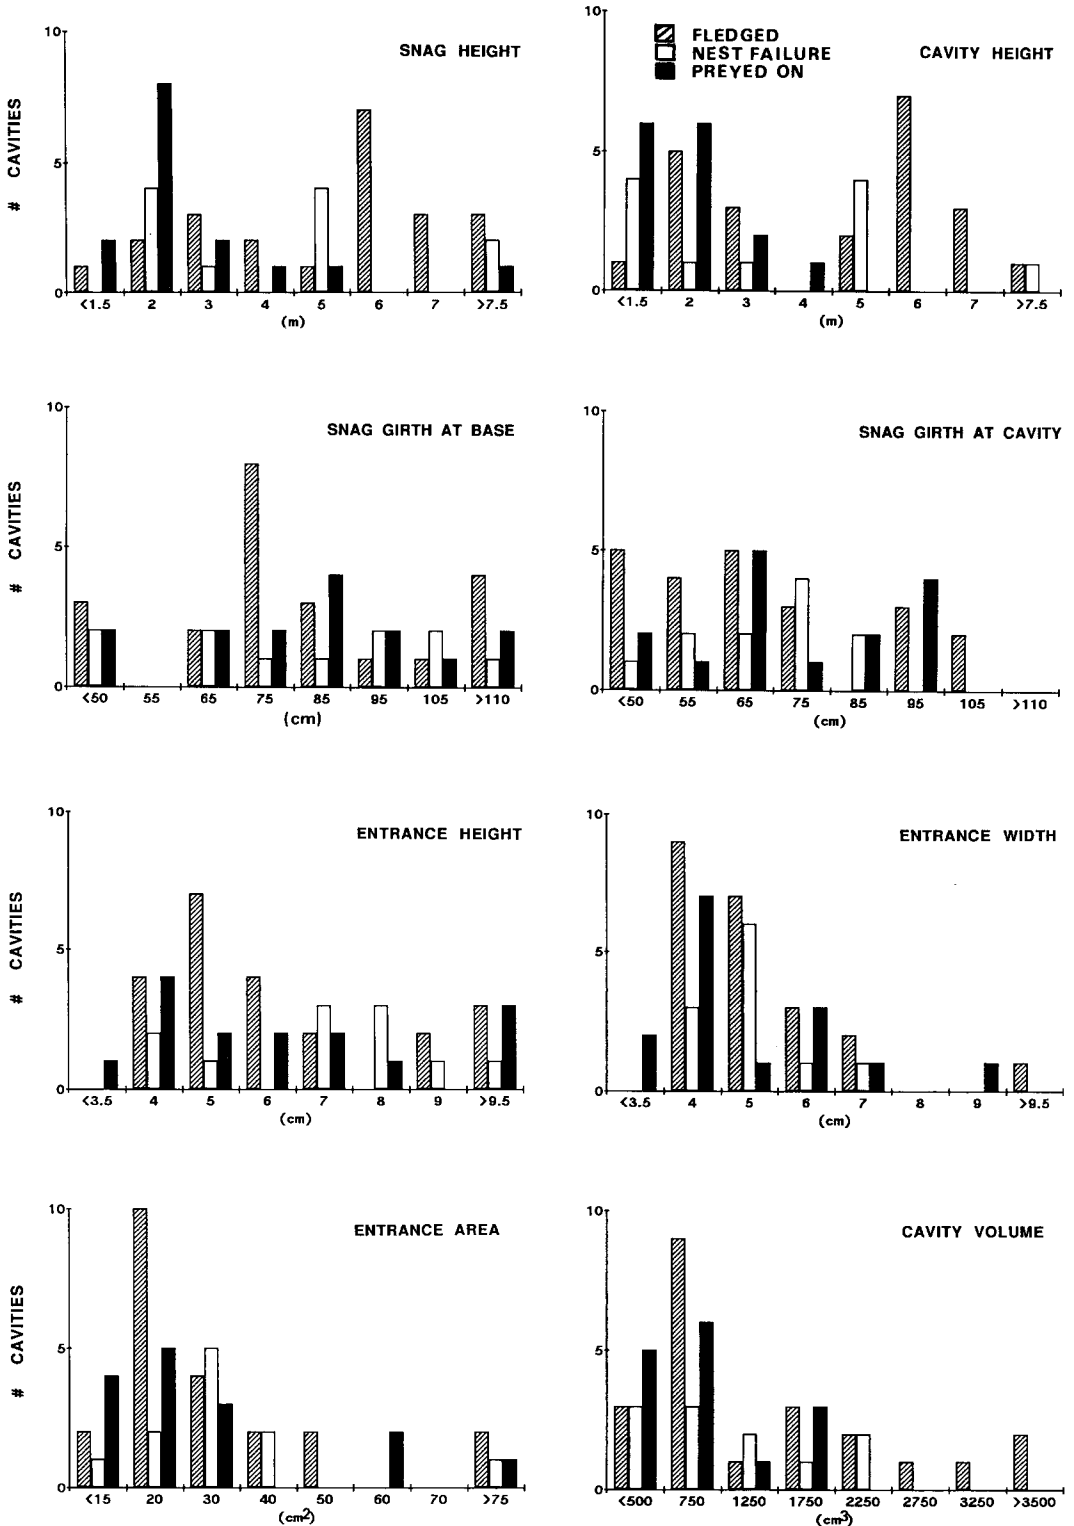 SNAG HEIGHT
10
5
0
# CAVITIES
<1.5 2 3 4 5 6 7 >7.5
(m)
FLEDGED
NEST FAILURE
PREYED ON
CAVITY HEIGHT
10
5
0
<1.5 2 3 4 5 6 7 >7.5
(m)
SNAG GIRTH AT BASE
10
5
0
# CAVITIES
<50 55 65 75 85 95 105 >110
(cm)
SNAG GIRTH AT CAVITY
10
5
0
<50 55 65 75 85 95 105 >110
(cm)
ENTRANCE HEIGHT
10
5
0
# CAVITIES
<3.5 4 5 6 7 8 9 >9.5
(cm)
ENTRANCE WIDTH
10
5
0
<3.5 4 5 6 7 8 9 >9.5
(cm)
ENTRANCE AREA
10
5
0
# CAVITIES
<15 20 30 40 50 60 70 >75
(cm2)
CAVITY VOLUME
10
5
0
<500 750 1250 1750 2250 2750 3250 >3500
(cm3)